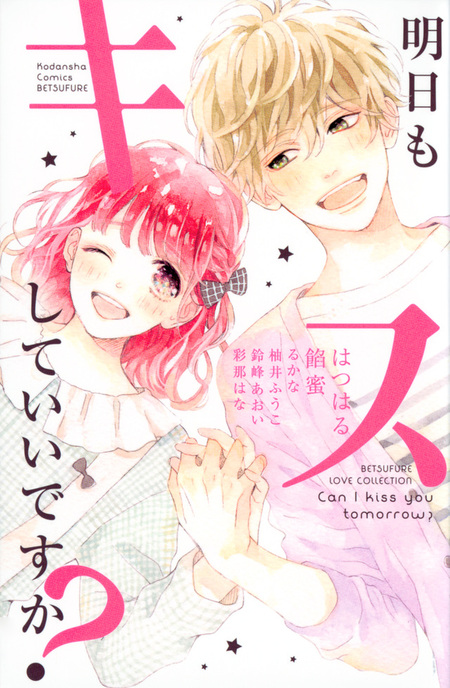 明日も
キス
していいですか?
Kodansha
Comics
BETSUFURE
はつはる
餡蜜
るかな
柚井ふうこ
鈴峰あおい
彩那はな
BETSUFURE
LOVE COLLECTION
Can I kiss you
tomorrow?